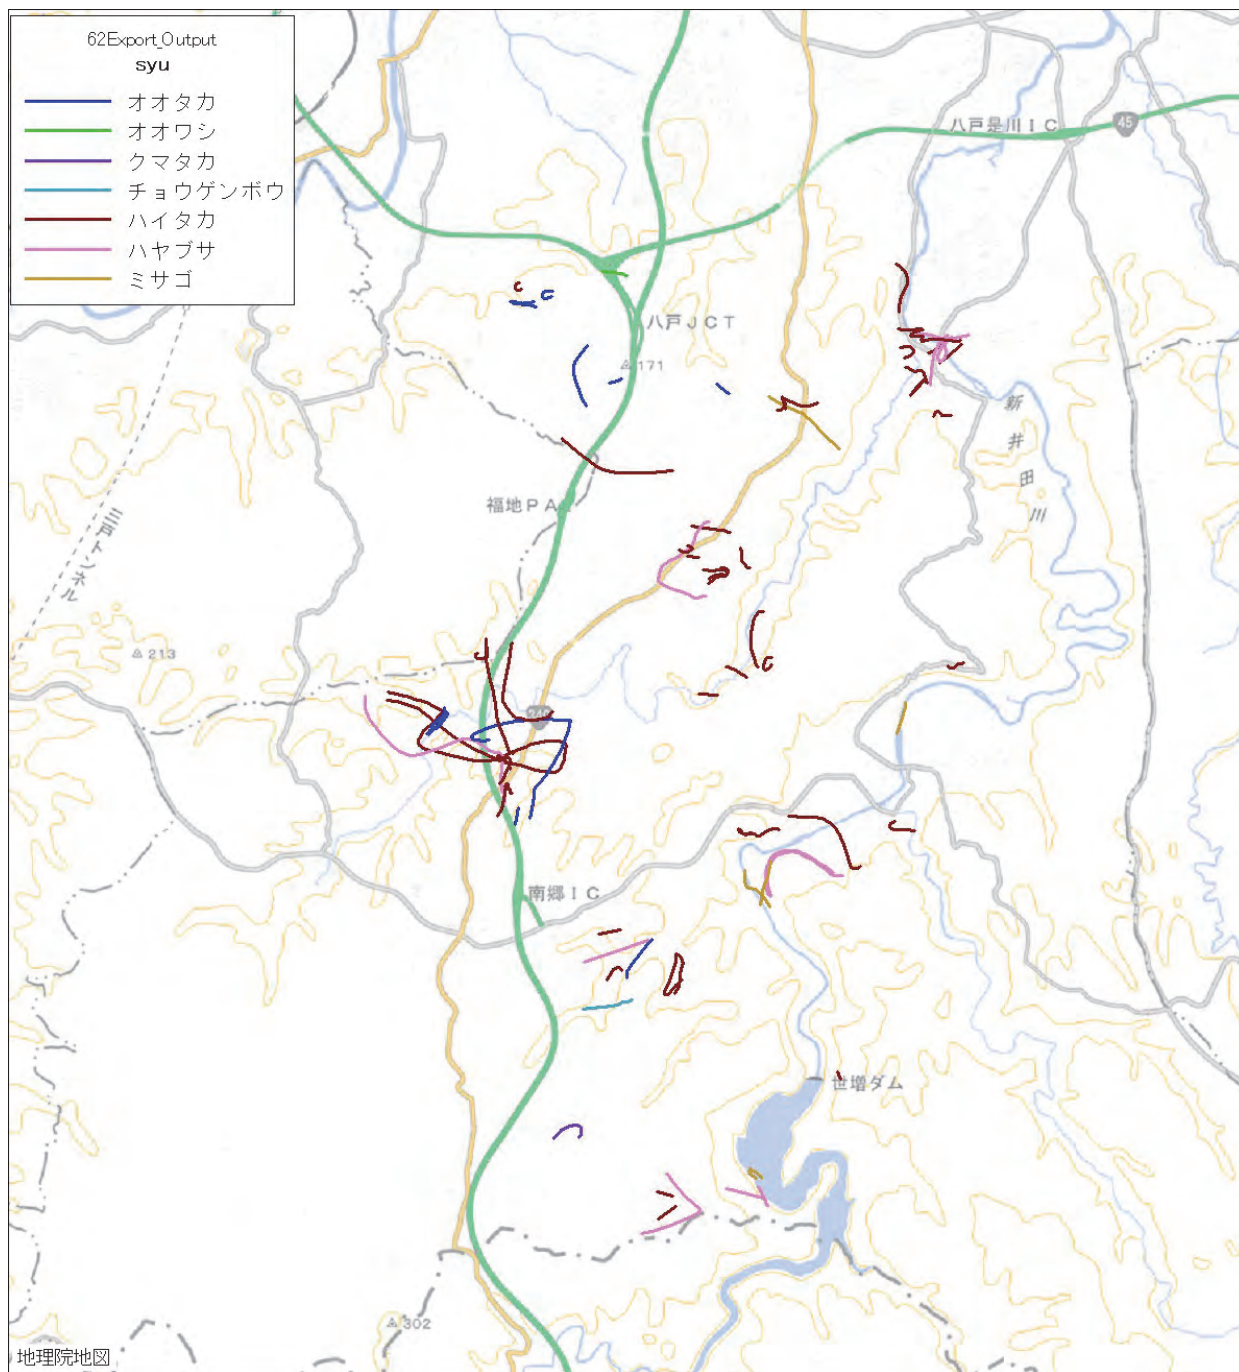 62Export_Output
syu
オオタカ
オオワシ
クマタカ
チョウゲンボウ
ハイタカ
ハヤブサ
ミサゴ
八戸是川ＩＣ
45
八戸ＪＣＴ
171
新井田川
福地ＰＡ
三戸トンネル
213
340
南郷ＩＣ
世増ダム
302
地理院地図